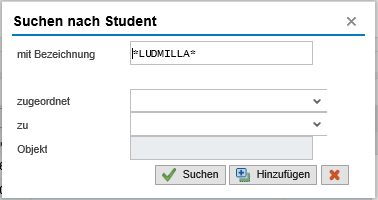 Suchen nach Student
mit Bezeichnung *LUDMILLA*
zugeordnet
zu
Objekt
Suchen Hinzufügen